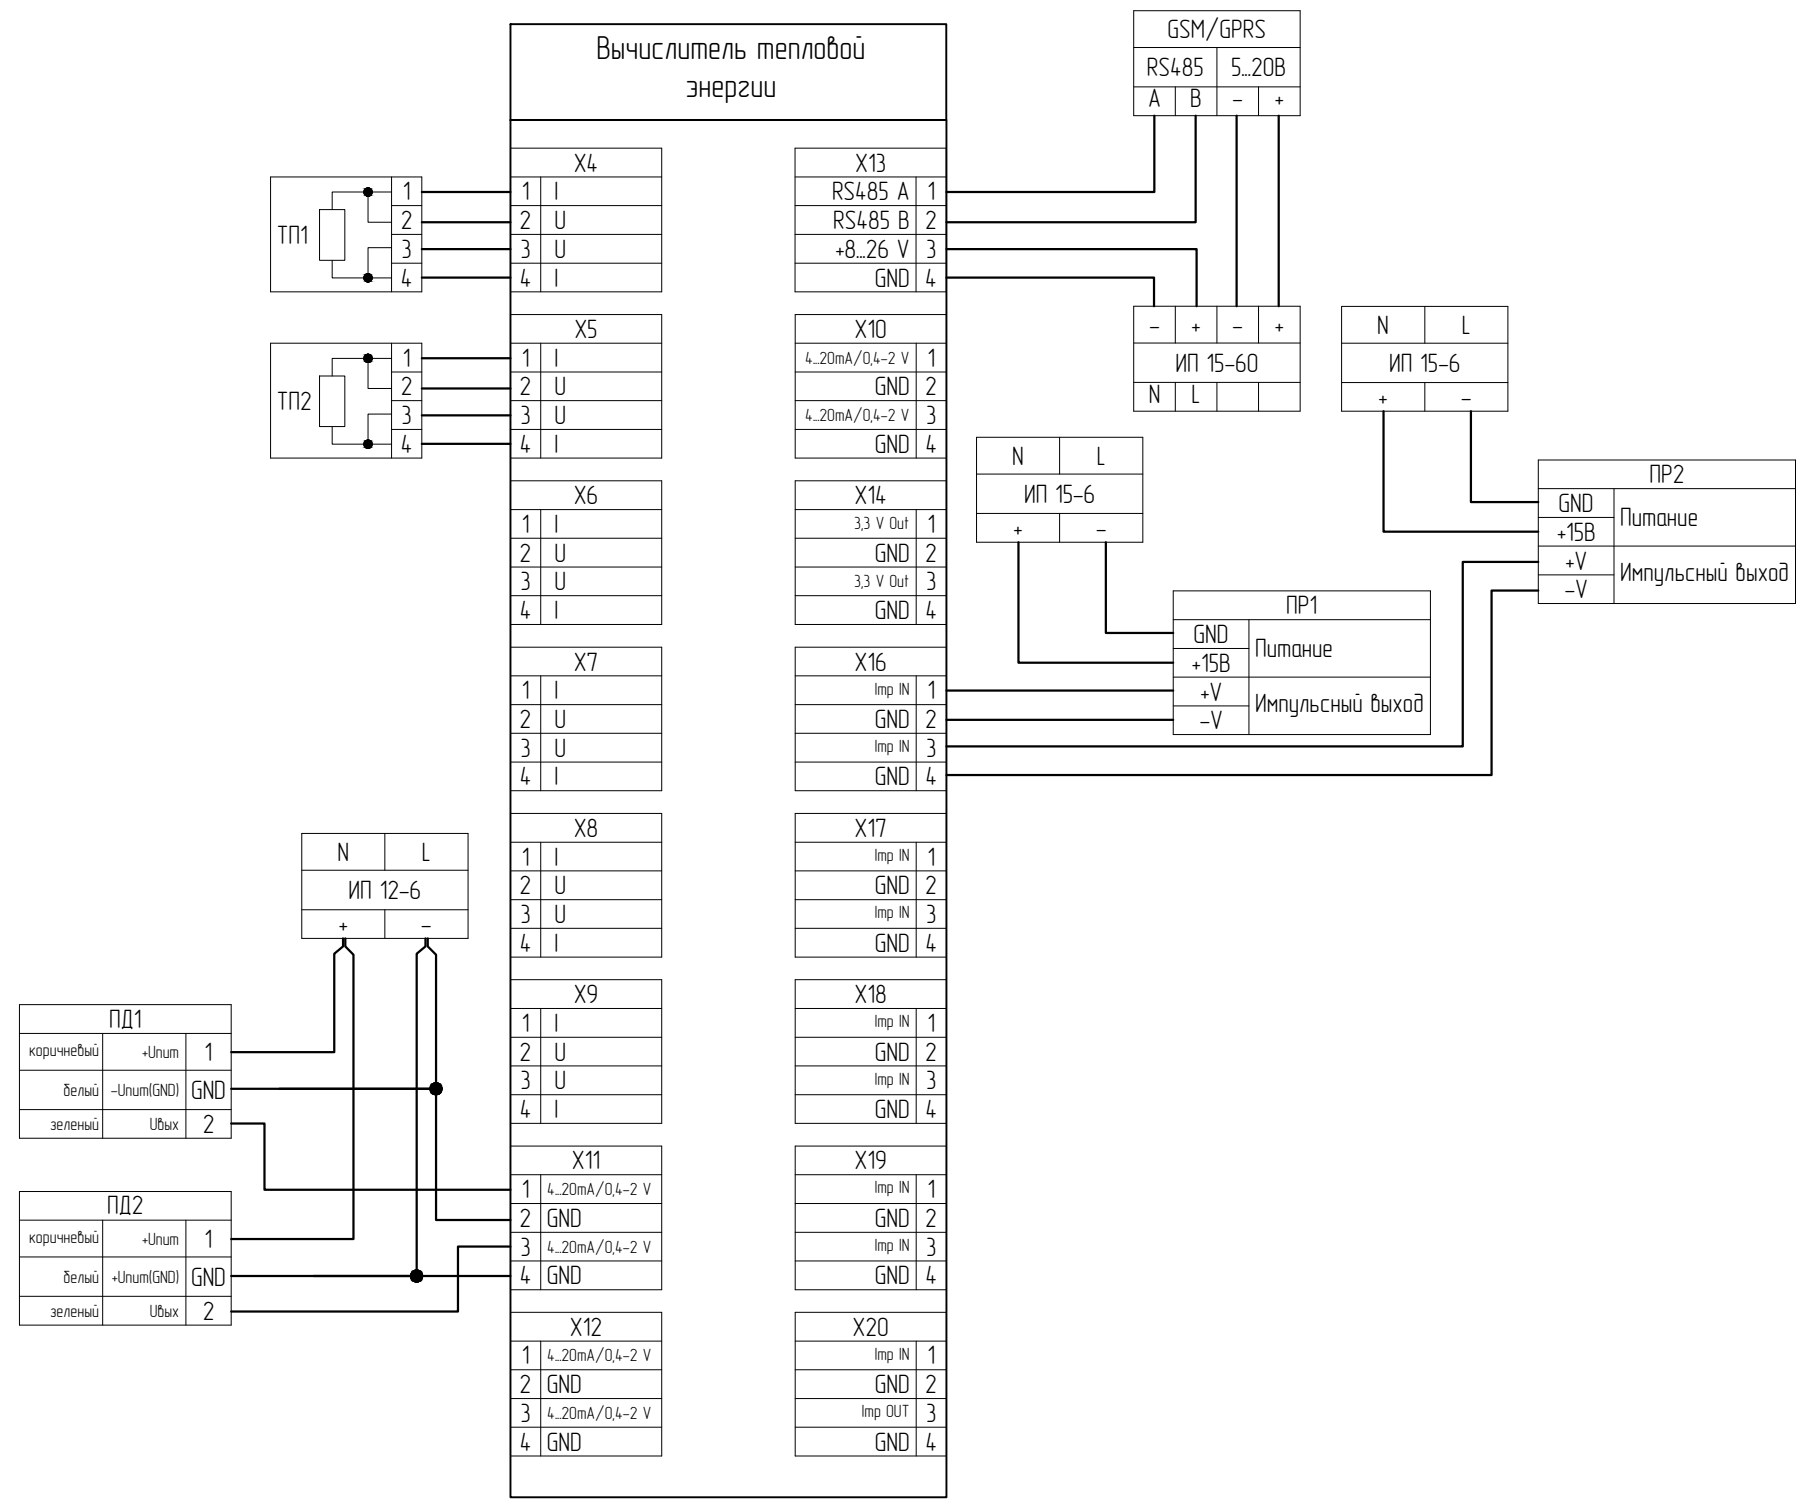 Вычислитель тепловой
энергии
GSM/GPRS
RS485 5...20В
A B – +
X4
1 I
2 U
3 U
4 I
ТП1
1
2
3
4
X13
RS485 A 1
RS485 B 2
+8...26 V 3
GND 4
– + – +
ИП 15–60
N L
N L
ИП 15–6
+ –
X5
1 I
2 U
3 U
4 I
ТП2
1
2
3
4
X10
4...20mA/0,4–2 V 1
GND 2
4...20mA/0,4–2 V 3
GND 4
N L
ИП 15–6
+ –
ПР2
GND
+15В
Питание
+V
–V
Импульсный выход
X6
1 I
2 U
3 U
4 I
X14
3,3 V Out 1
GND 2
3,3 V Out 3
GND 4
ПР1
GND
+15В
Питание
+V
–V
Импульсный выход
X7
1 I
2 U
3 U
4 I
X16
Imp IN 1
GND 2
Imp IN 3
GND 4
X8
1 I
2 U
3 U
4 I
X17
Imp IN 1
GND 2
Imp IN 3
GND 4
N L
ИП 12–6
+ –
X9
1 I
2 U
3 U
4 I
X18
Imp IN 1
GND 2
Imp IN 3
GND 4
ПД1
коричневый +Uпит 1
белый –Uпит(GND) GND
зеленый Uвых 2
X11
1 4...20mA/0,4–2 V
2 GND
3 4...20mA/0,4–2 V
4 GND
X19
Imp IN 1
GND 2
Imp IN 3
GND 4
ПД2
коричневый +Uпит 1
белый +Uпит(GND) GND
зеленый Uвых 2
X12
1 4...20mA/0,4–2 V
2 GND
3 4...20mA/0,4–2 V
4 GND
X20
Imp IN 1
GND 2
Imp OUT 3
GND 4